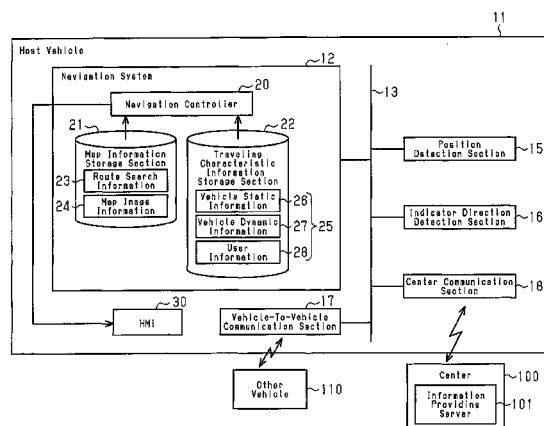 11
Host Vehicle
12
Navigation System
20
Navigation Controller
13
21
22
Map Information
Storage Section
23
Route Search
Information
24
Map Image
Information
Traveling
Characteristic
Information
Storage Section
Vehicle Static
Information
26
Vehicle Dynamic
Information
27
25
User
Information
28
Position
Detection Section
15
Indicator Direction
Detection Section
16
Center Communication
Section
18
30
HMI
17
Vehicle-To-Vehicle
Communication Section
Other
Vehicle
110
Center
100
Information
Providing
Server
101